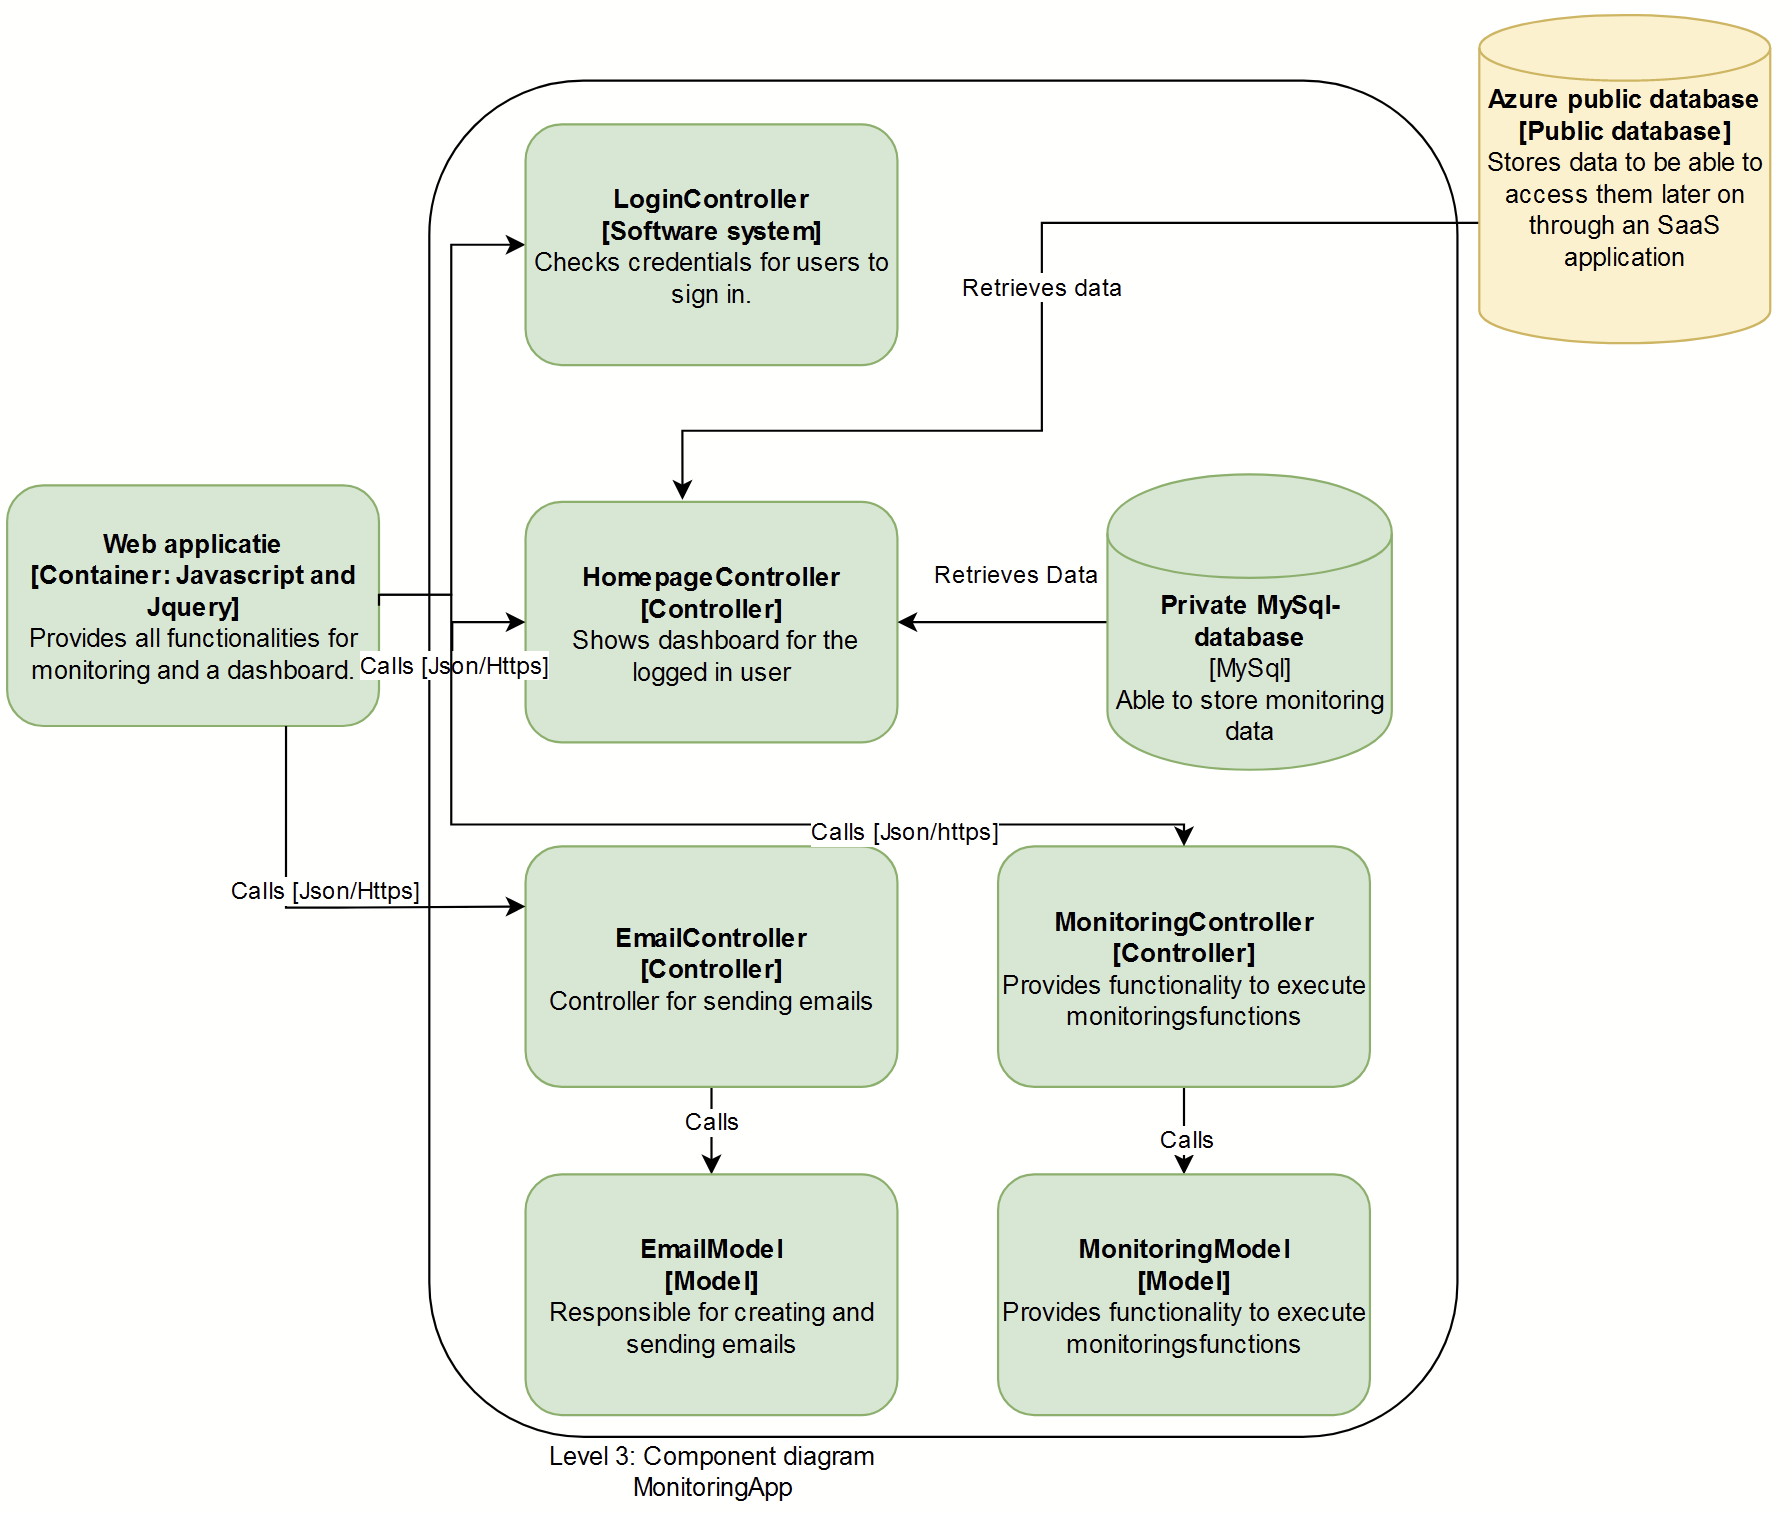 Azure public database
[Public database]
Stores data to be able to
access them later on
through an SaaS
application
LoginController
[Software system]
Checks credentials for users to
sign in.
Retrieves data
Web applicatie
[Container: Javascript and
Jquery]
Provides all functionalities for
monitoring and a dashboard.
Calls [Json/Https]
HomepageController
[Controller]
Shows dashboard for the
logged in user
Retrieves Data
Private MySql-
database
[MySql]
Able to store monitoring
data
Calls [Json/https]
Calls [Json/Https]
EmailController
[Controller]
Controller for sending emails
MonitoringController
[Controller]
Provides functionality to execute
monitoringsfunctions
Calls
Calls
EmailModel
[Model]
Responsible for creating and
sending emails
MonitoringModel
[Model]
Provides functionality to execute
monitoringsfunctions
Level 3: Component diagram
MonitoringApp